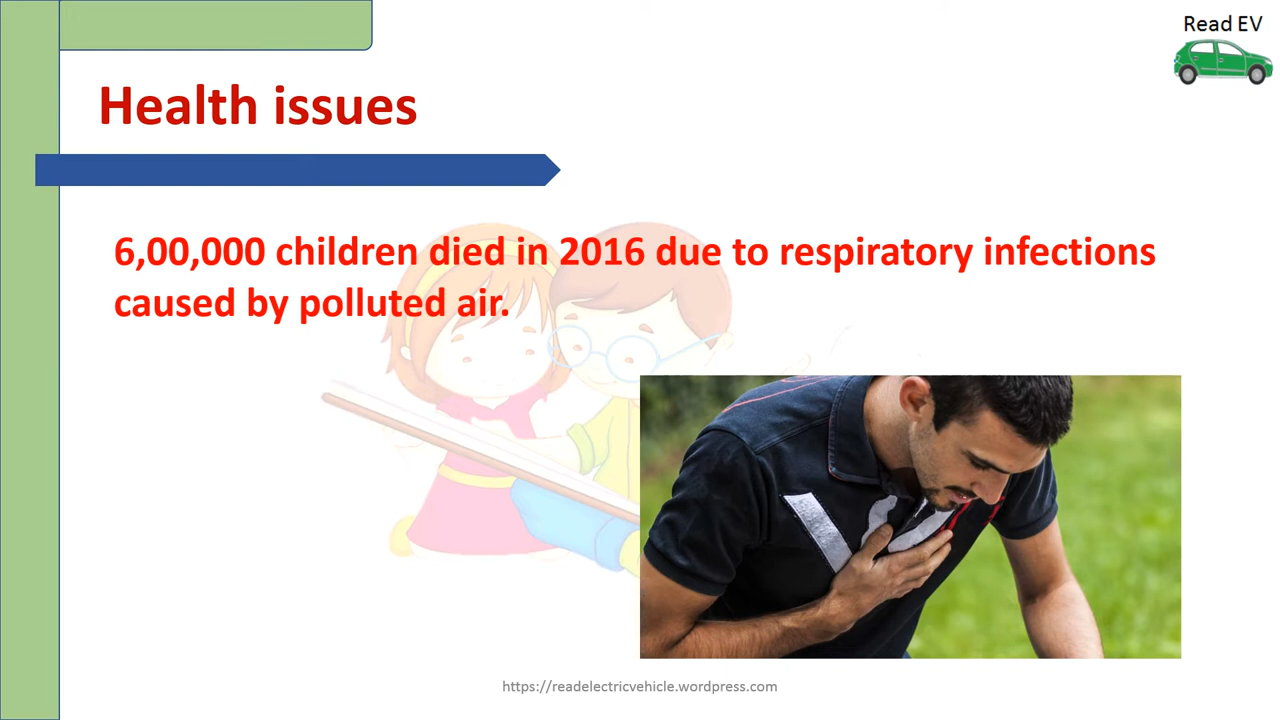 Read EV
Health issues
6,00,000 children died in 2016 due to respiratory infections
caused by polluted air.
https://readelectricvehicle.wordpress.com